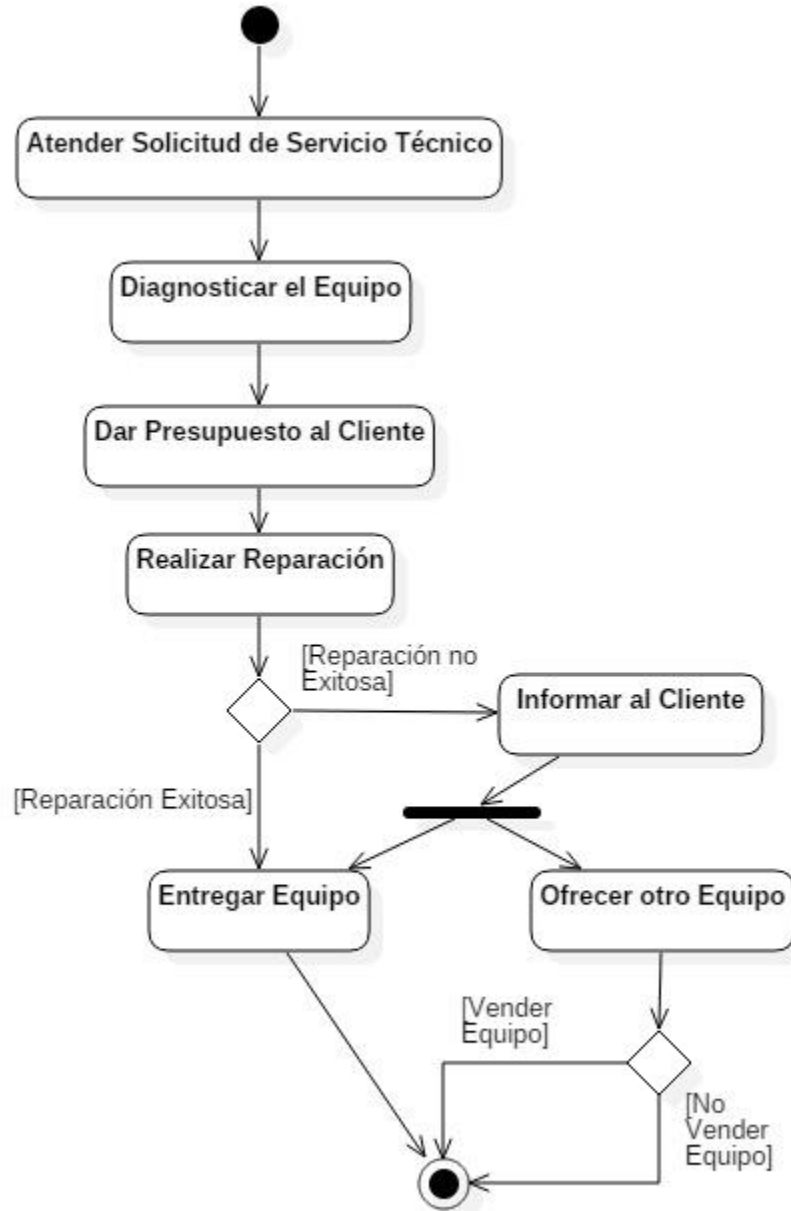 Atender Solicitud de Servicio Técnico
Diagnosticar el Equipo
Dar Presupuesto al Cliente
Realizar Reparación
[Reparación no
Exitosa]
Informar al Cliente
[Reparación Exitosa]
Entregar Equipo
Ofrecer otro Equipo
[Vender
Equipo]
[No
Vender
Equipo]